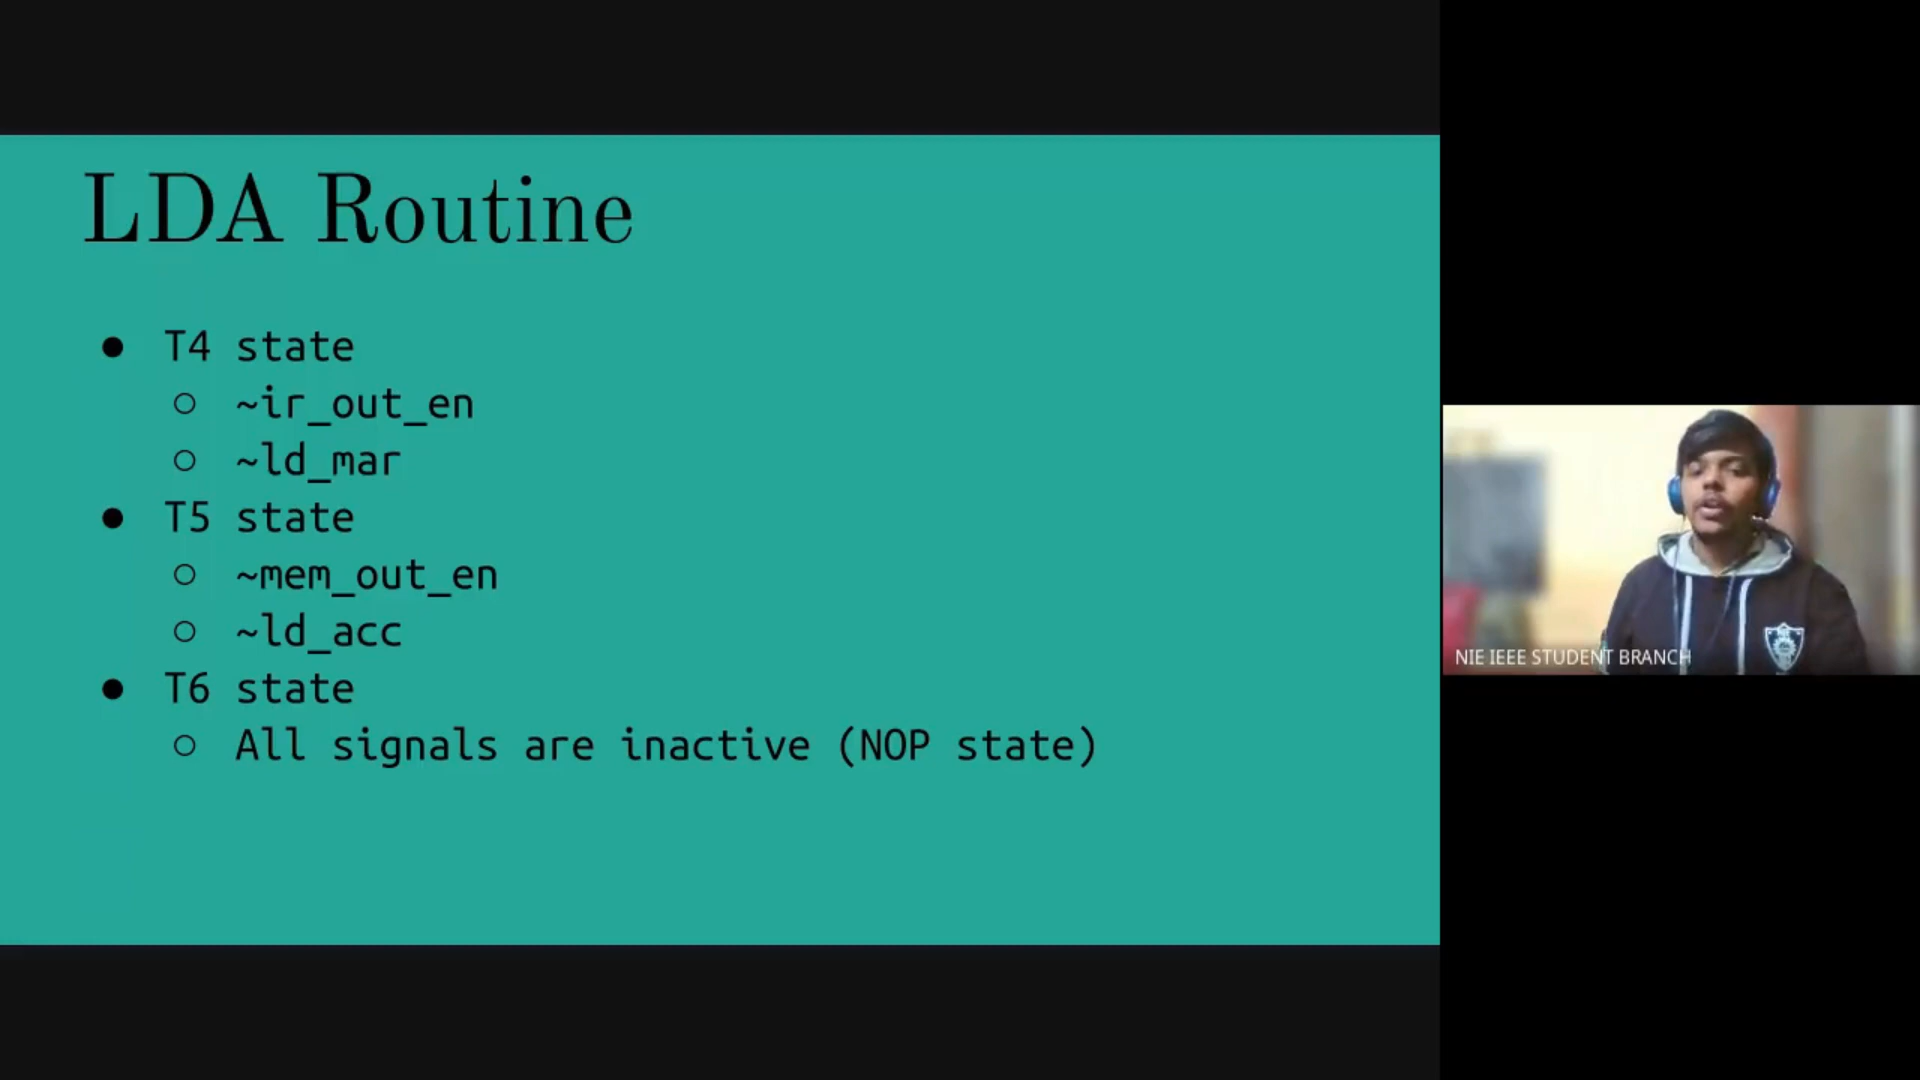 LDA Routine
● T4 state
○ ~ir_out_en
○ ~ld_mar
● T5 state
○ ~mem_out_en
○ ~ld_acc
● T6 state
○ All signals are inactive (NOP state)
NIE IEEE STUDENT BRANCH